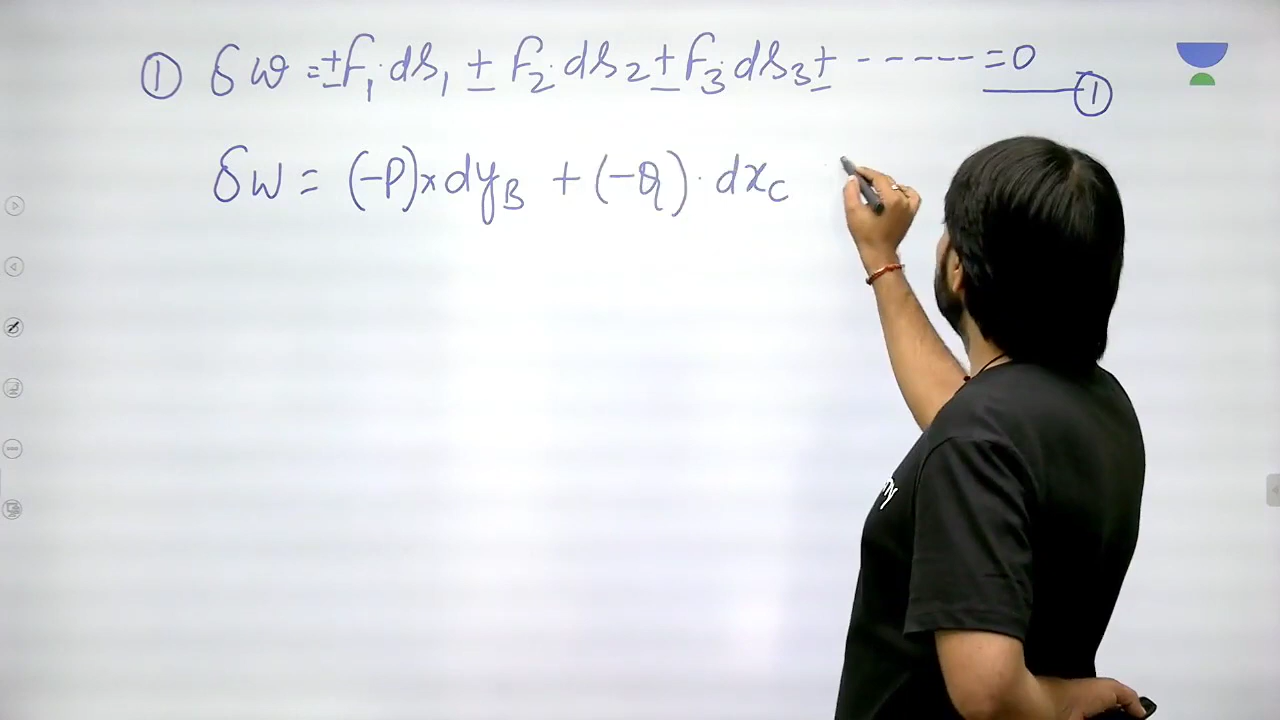 ① δW = ± F₁·ds₁ ± F₂·ds₂ ± F₃·ds₃ ± ------ = 0 —— ①
δW = (-P) × dy_B + (-Q) · dx_C